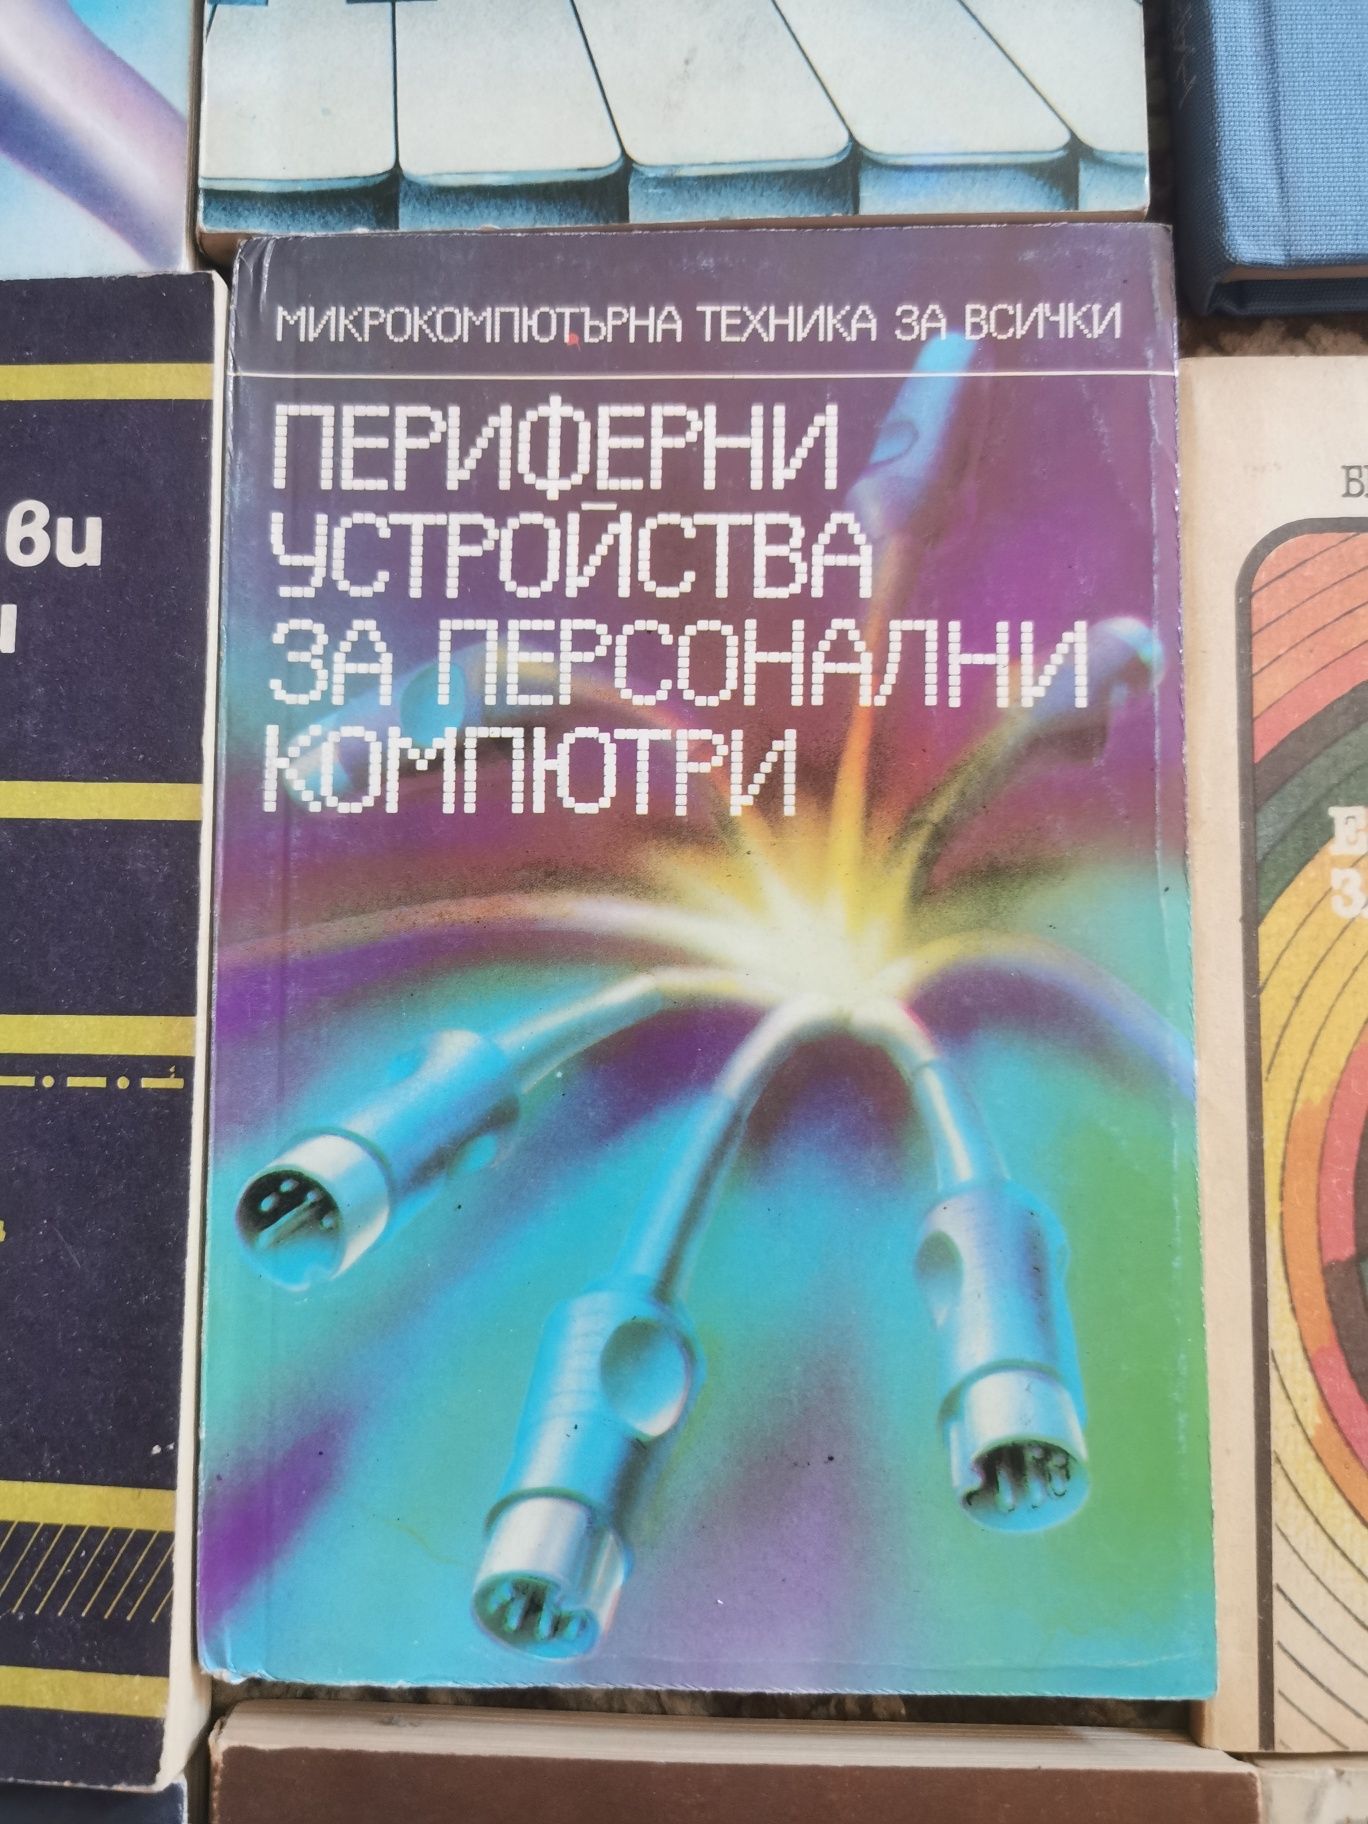 МИКРОКОМПЮТЪРНА ТЕХНИКА ЗА ВСИЧКИ
ПЕРИФЕРНИ
УСТРОЙСТВА
ЗА ПЕРСОНАЛНИ
КОМПЮТРИ